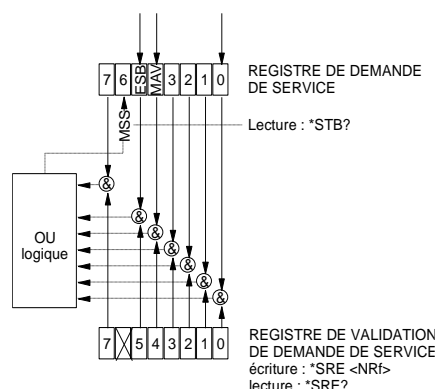 7 6 ESB MAV 3 2 1 0
REGISTRE DE DEMANDE
DE SERVICE
MSS
Lecture : *STB?
&
&
&
&
&
&
&
OU
logique
7 5 4 3 2 1 0
REGISTRE DE VALIDATION
DE DEMANDE DE SERVICE
écriture : *SRE <NRf>
lecture : *SRE?